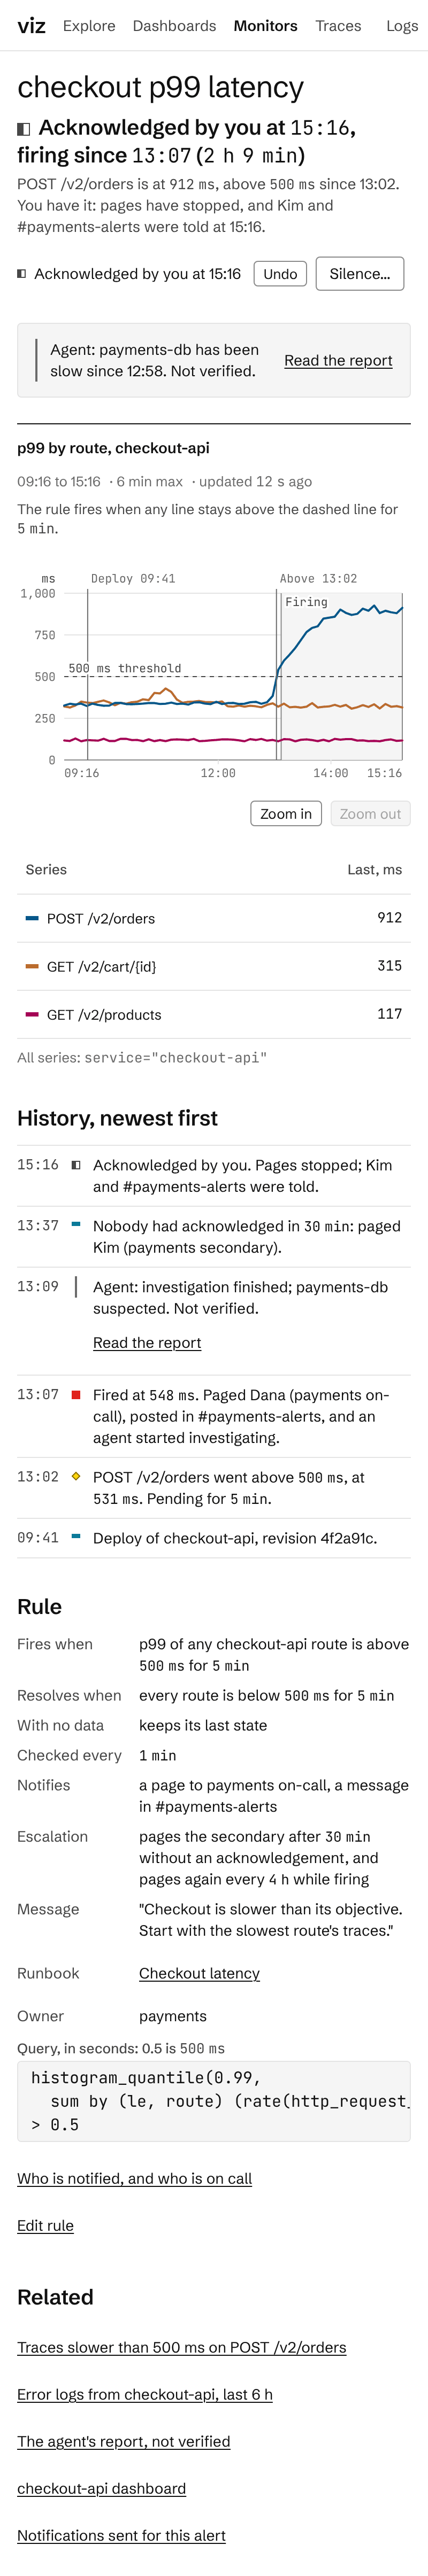 viz Explore Dashboards Monitors Traces Logs
checkout p99 latency
Acknowledged by you at 15:16,
firing since 13:07 (2 h 9 min)
POST /v2/orders is at 912 ms, above 500 ms since 13:02.
You have it: pages have stopped, and Kim and
#payments-alerts were told at 15:16.
Acknowledged by you at 15:16 Undo Silence...
Agent: payments-db has been
slow since 12:58. Not verified.
Read the report
p99 by route, checkout-api
09:16 to 15:16 · 6 min max · updated 12 s ago
The rule fires when any line stays above the dashed line for
5 min.
ms Deploy 09:41 Above 13:02
1,000
Firing
750
500 ms threshold
500
250
0
09:16 12:00 14:00 15:16
Zoom in Zoom out
Series Last, ms
POST /v2/orders 912
GET /v2/cart/{id} 315
GET /v2/products 117
All series: service="checkout-api"
History, newest first
15:16 Acknowledged by you. Pages stopped; Kim
and #payments-alerts were told.
13:37 Nobody had acknowledged in 30 min: paged
Kim (payments secondary).
13:09 Agent: investigation finished; payments-db
suspected. Not verified.
Read the report
13:07 Fired at 548 ms. Paged Dana (payments on-
call), posted in #payments-alerts, and an
agent started investigating.
13:02 POST /v2/orders went above 500 ms, at
531 ms. Pending for 5 min.
09:41 Deploy of checkout-api, revision 4f2a91c.
Rule
Fires when p99 of any checkout-api route is above
500 ms for 5 min
Resolves when every route is below 500 ms for 5 min
With no data keeps its last state
Checked every 1 min
Notifies a page to payments on-call, a message
in #payments-alerts
Escalation pages the secondary after 30 min
without an acknowledgement, and
pages again every 4 h while firing
Message "Checkout is slower than its objective.
Start with the slowest route's traces."
Runbook Checkout latency
Owner payments
Query, in seconds: 0.5 is 500 ms
histogram_quantile(0.99,
sum by (le, route) (rate(http_request_
> 0.5
Who is notified, and who is on call
Edit rule
Related
Traces slower than 500 ms on POST /v2/orders
Error logs from checkout-api, last 6 h
The agent's report, not verified
checkout-api dashboard
Notifications sent for this alert